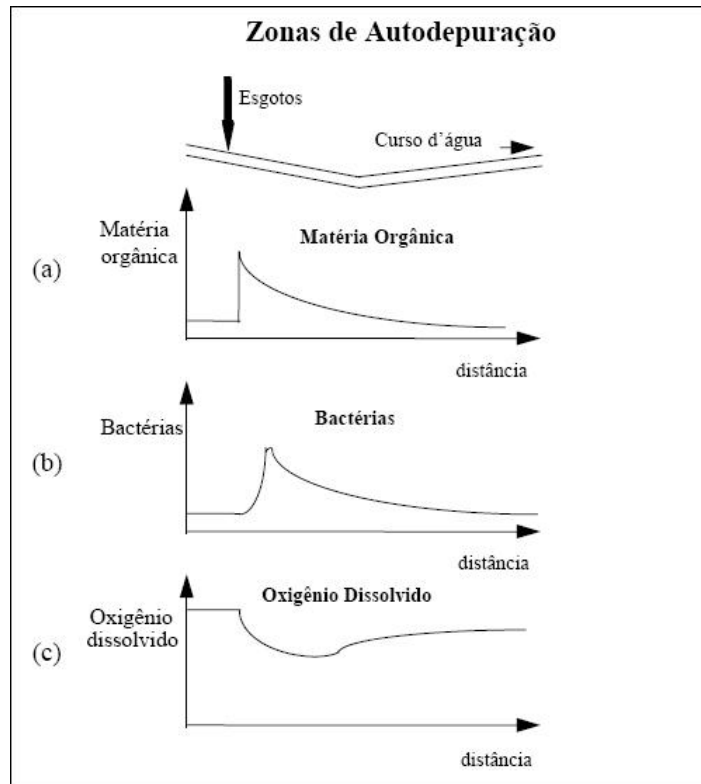 Zonas de Autodepuração
Esgotos
Curso d'água
(a)
Matéria
orgânica
Matéria Orgânica
distância
(b)
Bactérias
Bactérias
distância
(c)
Oxigênio
dissolvido
Oxigênio Dissolvido
distância